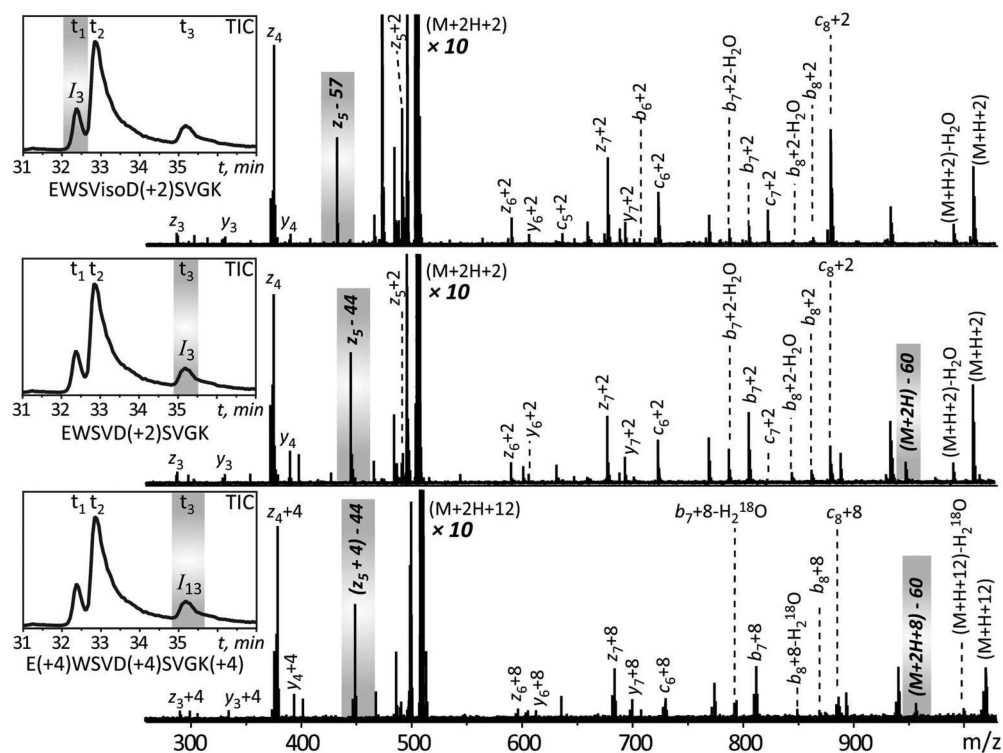 t₁ t₂ t₃ TIC
I₃
31 32 33 35
t, min
EWSVisoD(+2)SVGK
z₃
y₃
z₄
y₄
z₅ - 57
z₅+2
(M+2H+2)
× 10
z₆+2
y₆+2
c₅+2
z₇+2
y₇+2
b₆+2
c₆+2
b₇+2-H₂O
b₇+2
c₇+2
b₈+2-H₂O
b₈+2
c₈+2
(M+H+2)-H₂O
(M+H+2)
t₁ t₂ t₃ TIC
I₃
31 32 33 35
t, min
EWSVD(+2)SVGK
z₃
y₃
z₄
y₄
z₅ - 44
z₅+2
(M+2H+2)
× 10
z₆+2
y₆+2
z₇+2
y₇+2
c₆+2
b₇+2-H₂O
b₇+2
c₇+2
b₈+2-H₂O
b₈+2
c₈+2
(M+2H) - 60
(M+H+2)-H₂O
(M+H+2)
t₁ t₂ t₃ TIC
I₁₃
31 32 33 35
t, min
E(+4)WSVD(+4)SVGK(+4)
z₃+4
y₃+4
z₄+4
y₄+4
(z₅ + 4) - 44
(M+2H+12)
× 10
z₆+8
y₆+8
z₇+8
y₇+8
c₆+8
b₇+8-H₂¹⁸O
b₇+8
b₈+8-H₂¹⁸O
b₈+8
c₈+8
(M+2H+8) - 60
(M+H+12)-H₂¹⁸O
(M+H+12)
300 400 500 600 700 800 900 m/z